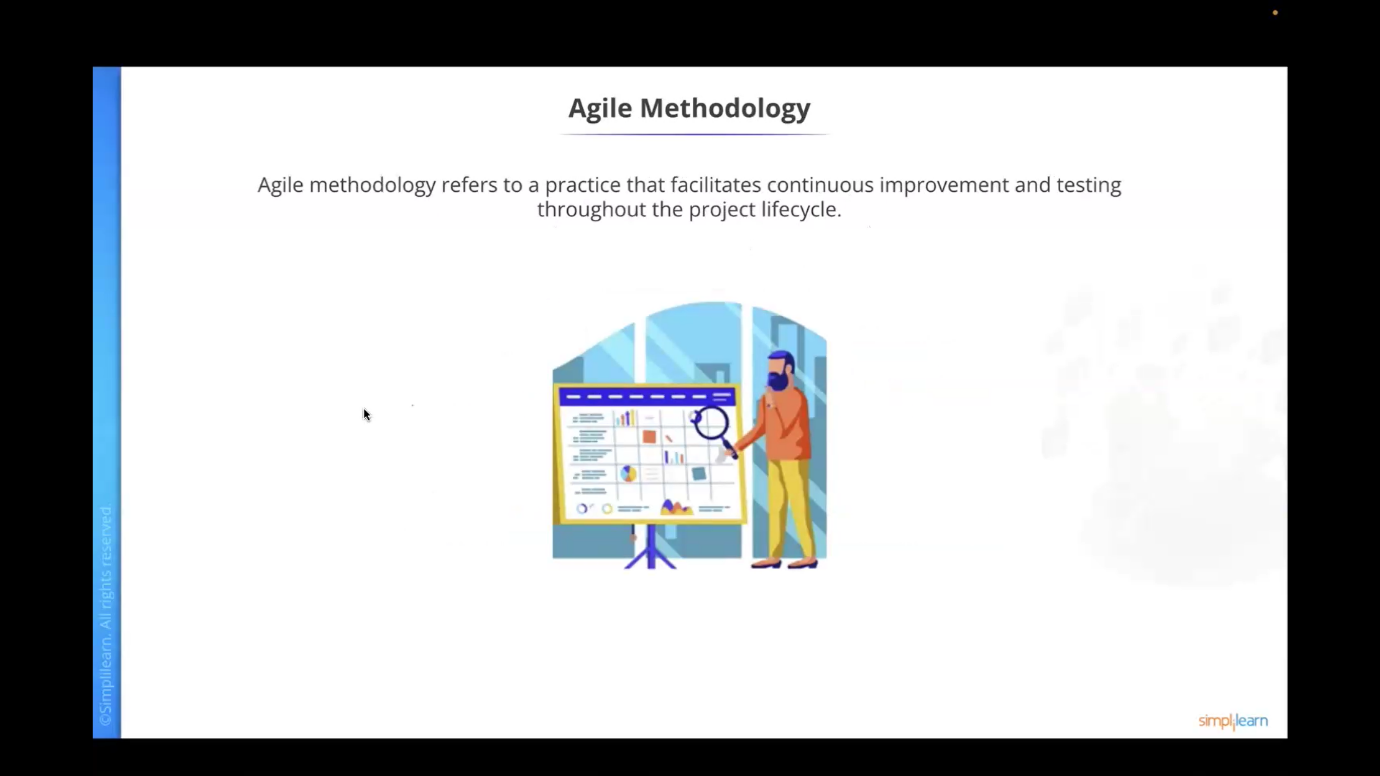 Agile Methodology
Agile methodology refers to a practice that facilitates continuous improvement and testing
throughout the project lifecycle.
©Simplilearn. All rights reserved.
simplilearn